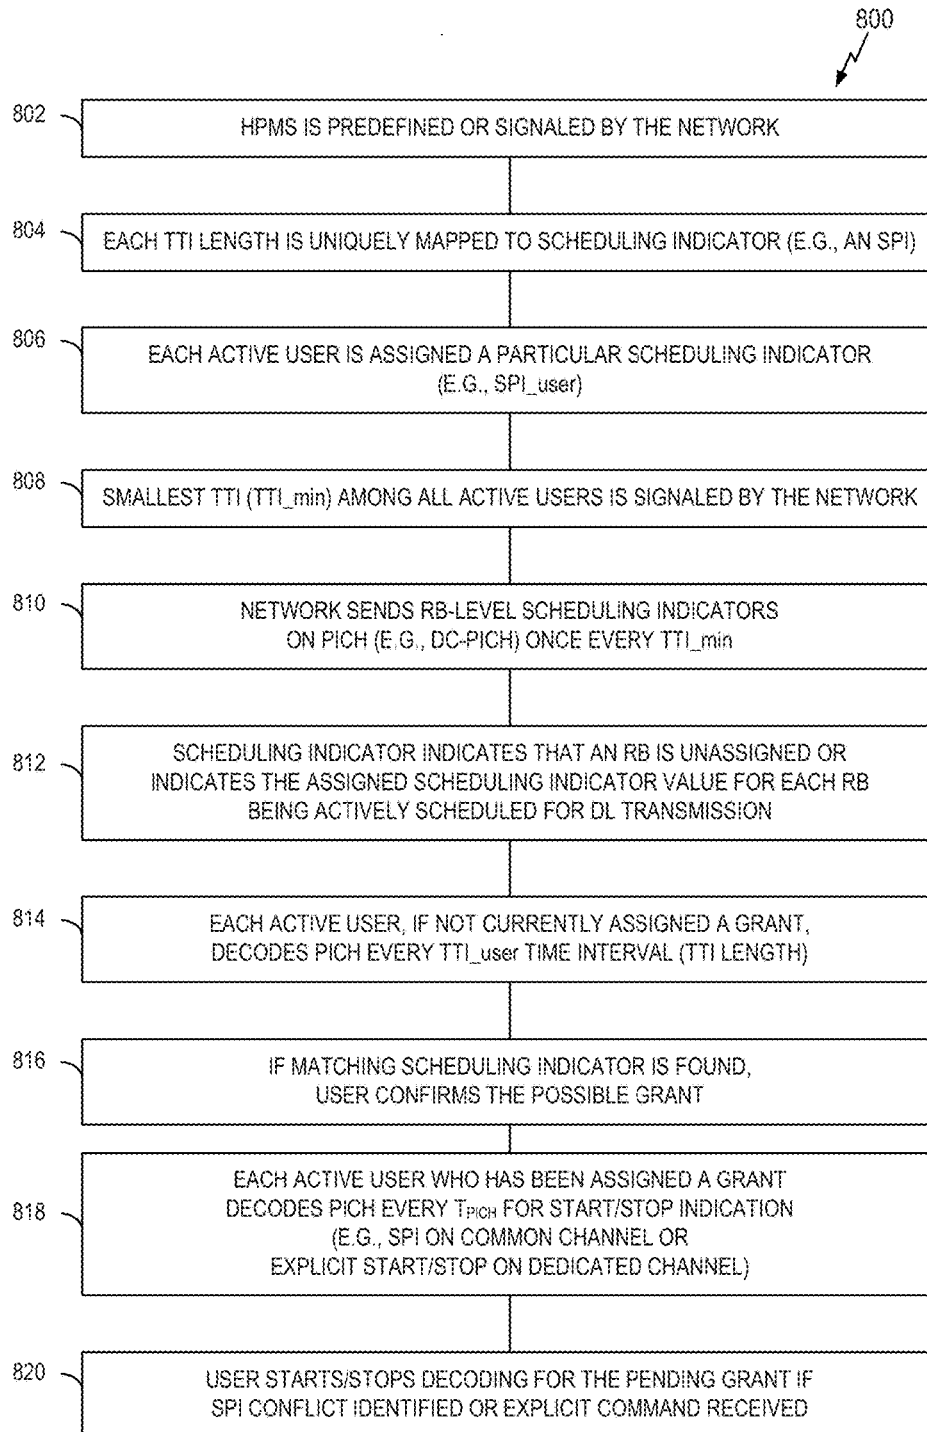 800
802
HPMS IS PREDEFINED OR SIGNALED BY THE NETWORK
804
EACH TTI LENGTH IS UNIQUELY MAPPED TO SCHEDULING INDICATOR (E.G., AN SPI)
806
EACH ACTIVE USER IS ASSIGNED A PARTICULAR SCHEDULING INDICATOR
(E.G., SPI_user)
808
SMALLEST TTI (TTI_min) AMONG ALL ACTIVE USERS IS SIGNALED BY THE NETWORK
810
NETWORK SENDS RB-LEVEL SCHEDULING INDICATORS
ON PICH (E.G., DC-PICH) ONCE EVERY TTI_min
812
SCHEDULING INDICATOR INDICATES THAT AN RB IS UNASSIGNED OR
INDICATES THE ASSIGNED SCHEDULING INDICATOR VALUE FOR EACH RB
BEING ACTIVELY SCHEDULED FOR DL TRANSMISSION
814
EACH ACTIVE USER, IF NOT CURRENTLY ASSIGNED A GRANT,
DECODES PICH EVERY TTI_user TIME INTERVAL (TTI LENGTH)
816
IF MATCHING SCHEDULING INDICATOR IS FOUND,
USER CONFIRMS THE POSSIBLE GRANT
818
EACH ACTIVE USER WHO HAS BEEN ASSIGNED A GRANT
DECODES PICH EVERY TPICH FOR START/STOP INDICATION
(E.G., SPI ON COMMON CHANNEL OR
EXPLICIT START/STOP ON DEDICATED CHANNEL)
820
USER STARTS/STOPS DECODING FOR THE PENDING GRANT IF
SPI CONFLICT IDENTIFIED OR EXPLICIT COMMAND RECEIVED